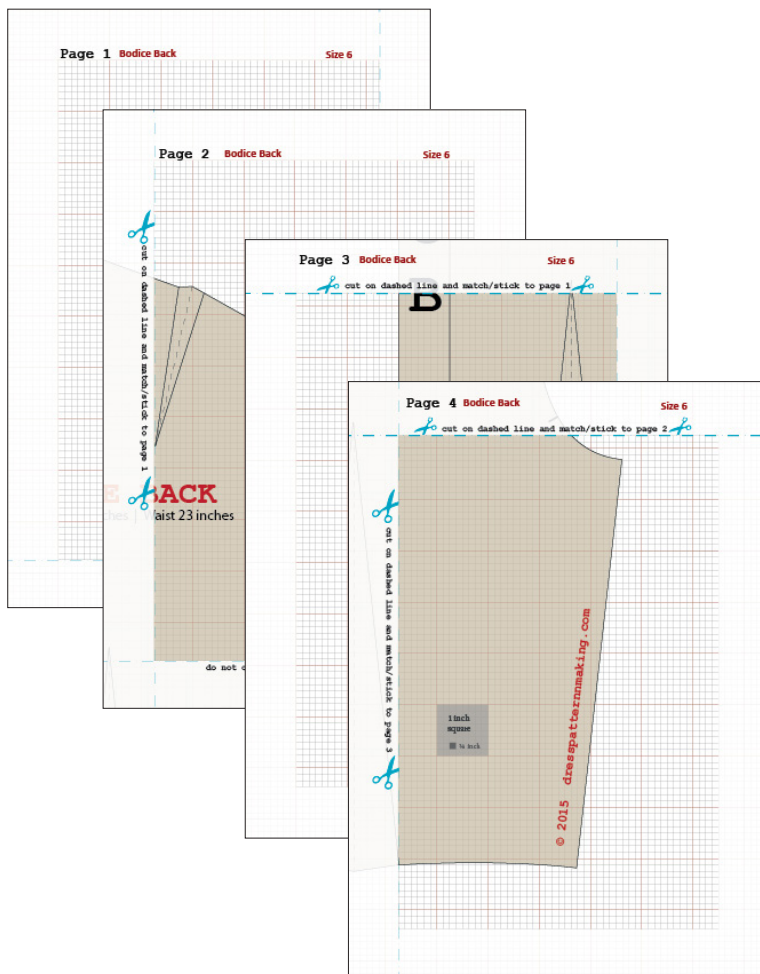 Page 1 Bodice Back Size 6
Page 2 Bodice Back Size 6
cut on dashed line and match/stick to page 1
BACK
Waist 23 inches
do not
Page 3 Bodice Back Size 6
cut on dashed line and match/stick to page 1
B
Page 4 Bodice Back Size 6
cut on dashed line and match/stick to page 2
cut on dashed line and match/stick to page 3
1 inch
square
¼ inch
© 2015 dresspatternnmaking.com